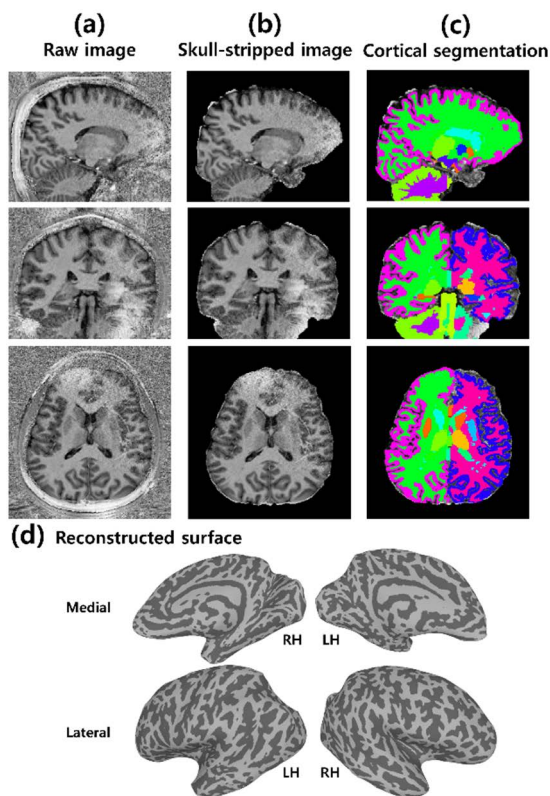 (a) (b) (c)
Raw image Skull-stripped image Cortical segmentation
(d) Reconstructed surface
Medial
RH LH
Lateral
LH RH